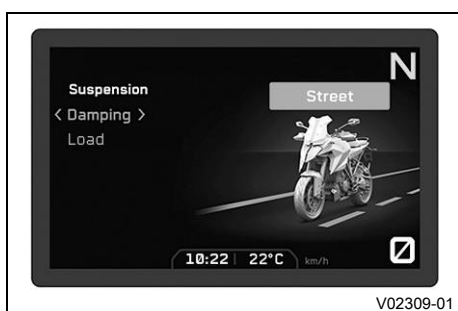 N
Suspension
Street
< Damping >
Load
10:22 22°C km/h
0
V02309-01